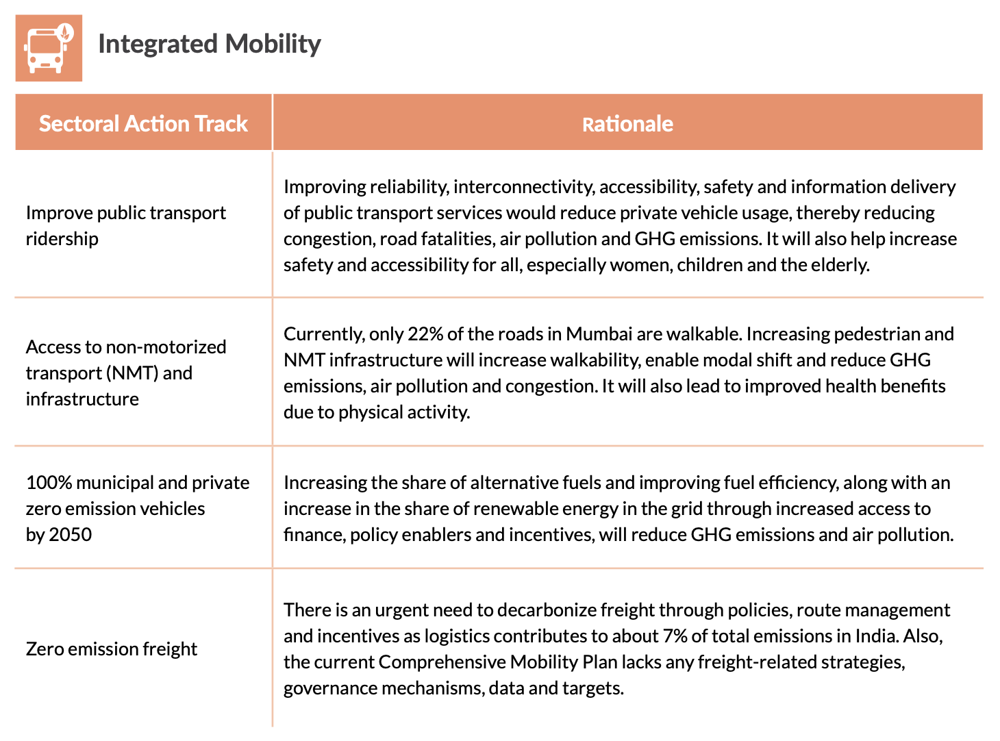 Integrated Mobility
Sectoral Action Track
Rationale
Improve public transport
ridership
Improving reliability, interconnectivity, accessibility, safety and information delivery
of public transport services would reduce private vehicle usage, thereby reducing
congestion, road fatalities, air pollution and GHG emissions. It will also help increase
safety and accessibility for all, especially women, children and the elderly.
Access to non-motorized
transport (NMT) and
infrastructure
Currently, only 22% of the roads in Mumbai are walkable. Increasing pedestrian and
NMT infrastructure will increase walkability, enable modal shift and reduce GHG
emissions, air pollution and congestion. It will also lead to improved health benefits
due to physical activity.
100% municipal and private
zero emission vehicles
by 2050
Increasing the share of alternative fuels and improving fuel efficiency, along with an
increase in the share of renewable energy in the grid through increased access to
finance, policy enablers and incentives, will reduce GHG emissions and air pollution.
Zero emission freight
There is an urgent need to decarbonize freight through policies, route management
and incentives as logistics contributes to about 7% of total emissions in India. Also,
the current Comprehensive Mobility Plan lacks any freight-related strategies,
governance mechanisms, data and targets.